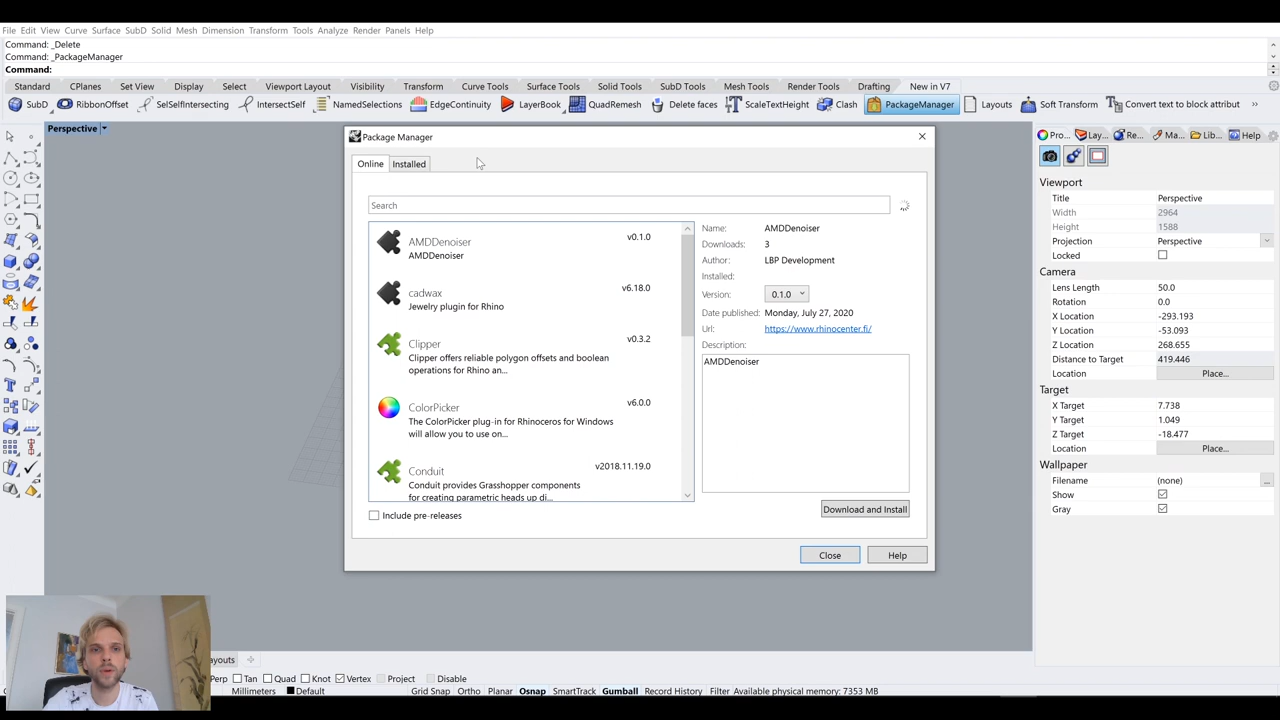 File Edit View Curve Surface SubD Solid Mesh Dimension Transform Tools Analyze Render Panels Help
Command: _Delete
Command: _PackageManager
Command:
Standard CPlanes Set View Display Select Viewport Layout Visibility Transform Curve Tools Surface Tools Solid Tools SubD Tools Mesh Tools Render Tools Drafting New in V7
SubD RibbonOffset SelSelfIntersecting IntersectSelf NamedSelections EdgeContinuity LayerBook QuadRemesh Delete faces ScaleTextHeight Clash PackageManager Layouts Soft Transform Convert text to block attribut
Perspective
Package Manager
Online Installed
Search
AMDDenoiser v0.1.0
AMDDenoiser
cadwax v6.18.0
Jewelry plugin for Rhino
Clipper v0.3.2
Clipper offers reliable polygon offsets and boolean
operations for Rhino an...
ColorPicker v6.0.0
The ColorPicker plug-in for Rhinoceros for Windows
will allow you to use on...
Conduit v2018.11.19.0
Conduit provides Grasshopper components
for creating parametric heads up di...
Include pre-releases
Name: AMDDenoiser
Downloads: 3
Author: LBP Development
Installed:
Version: 0.1.0
Date published: Monday, July 27, 2020
Url: https://www.rhinocenter.fi/
Description:
AMDDenoiser
Download and Install
Close Help
Pro... Lay... Re... Ma... Lib... Help
Viewport
Title Perspective
Width 2964
Height 1588
Projection Perspective
Locked
Camera
Lens Length 50.0
Rotation 0.0
X Location -293.193
Y Location -53.093
Z Location 268.655
Distance to Target 419.446
Location Place...
Target
X Target 7.738
Y Target 1.049
Z Target -18.477
Location Place...
Wallpaper
Filename (none) ...
Show
Gray
ayouts
Perp Tan Quad Knot Vertex Project Disable
Millimeters Default Grid Snap Ortho Planar Osnap SmartTrack Gumball Record History Filter Available physical memory: 7353 MB